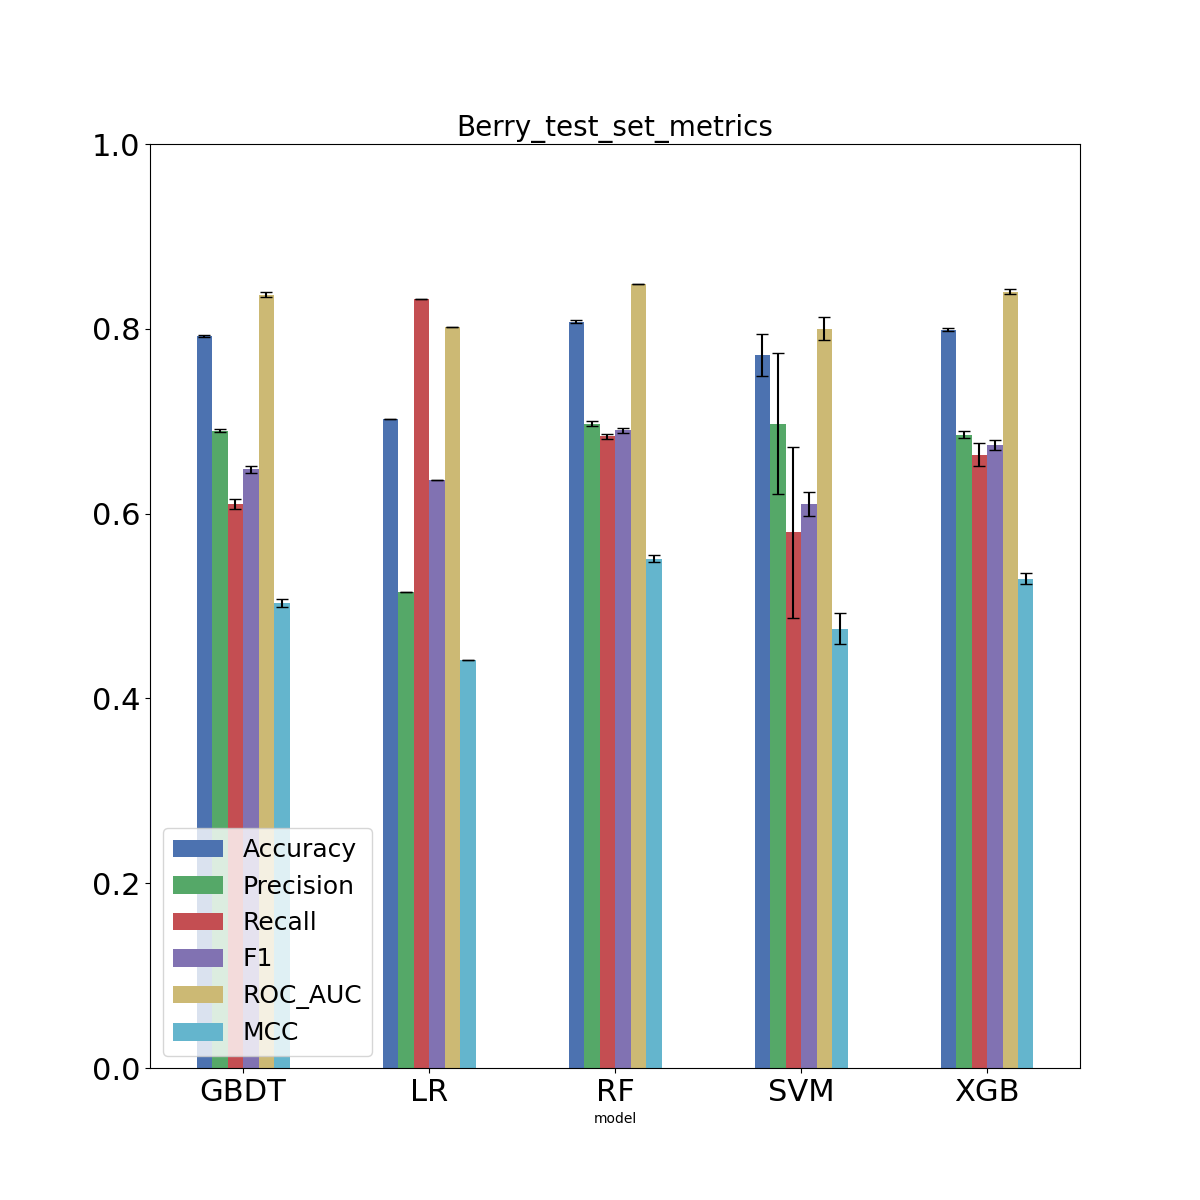 Berry_test_set_metrics
1.0
0.8
0.6
0.4
0.2
0.0
Accuracy
Precision
Recall
F1
ROC_AUC
MCC
GBDT LR RF SVM XGB
model